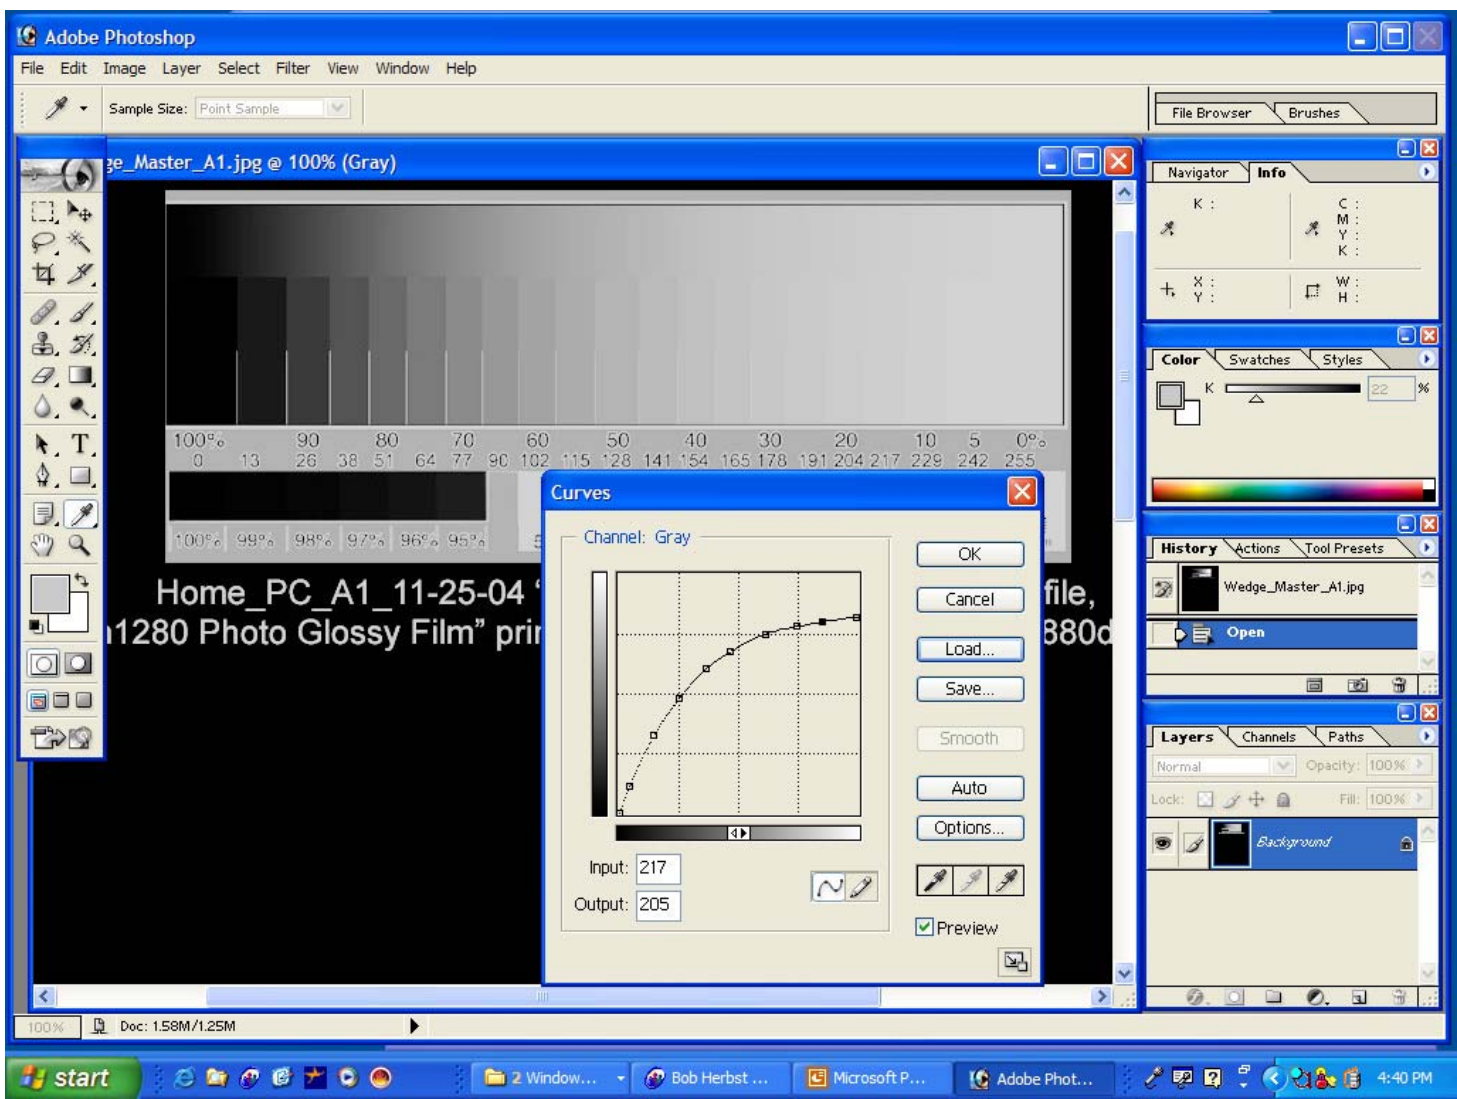 Adobe Photoshop
File Edit Image Layer Select Filter View Window Help
Sample Size: Point Sample
File Browser Brushes
ge_Master_A1.jpg @ 100% (Gray)
Navigator Info
K : C :
M :
Y :
K :
X : W :
Y : H :
Color Swatches Styles
K 22 %
100% 90 80 70 60 50 40 30 20 10 5 0%
0 13 26 38 51 64 77 90 102 115 128 141 154 165 178 191 204 217 229 242 255
100% 99% 98% 97% 96% 95%
Home_PC_A1_11-25-04 file,
1280 Photo Glossy Film” prin 880d
Curves
Channel: Gray
OK
Cancel
Load...
Save...
Smooth
Auto
Options...
Input: 217
Output: 205
Preview
History Actions Tool Presets
Wedge_Master_A1.jpg
Open
Layers Channels Paths
Normal Opacity: 100%
Lock: Fill: 100%
Background
100% Doc: 1.58M/1.25M
start 2 Window... Bob Herbst ... Microsoft P... Adobe Phot... 4:40 PM